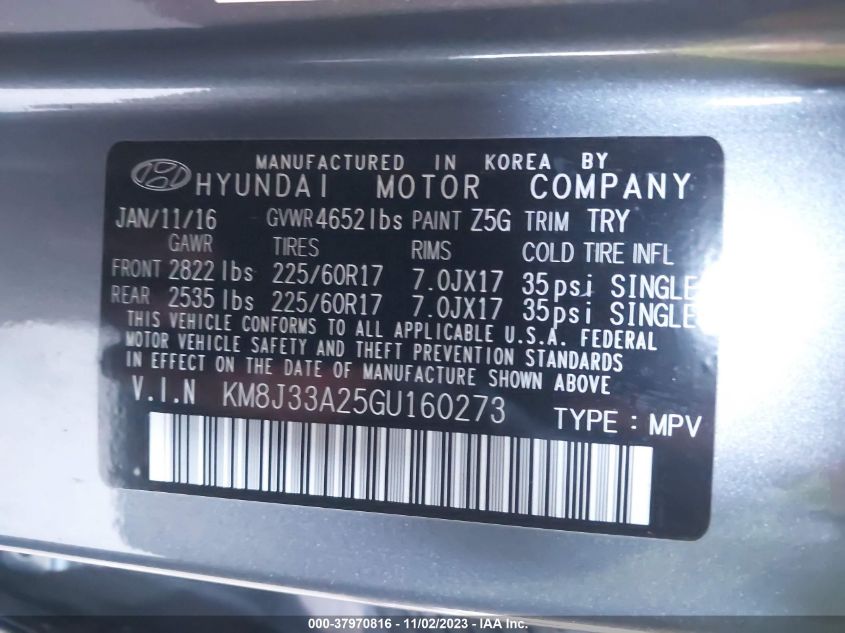 MANUFACTURED IN KOREA BY
HYUNDAI MOTOR COMPANY
JAN/11/16 GVWR 4652lbs PAINT Z5G TRIM TRY
GAWR TIRES RIMS COLD TIRE INFL
FRONT 2822 lbs 225/60R17 7.0JX17 35psi SINGLE
REAR 2535 lbs 225/60R17 7.0JX17 35psi SINGLE
THIS VEHICLE CONFORMS TO ALL APPLICABLE U.S.A. FEDERAL
MOTOR VEHICLE SAFETY AND THEFT PREVENTION STANDARDS
IN EFFECT ON THE DATE OF MANUFACTURE SHOWN ABOVE
V.I.N KM8J33A25GU160273 TYPE : MPV
000-37970816 - 11/02/2023 - IAA Inc.